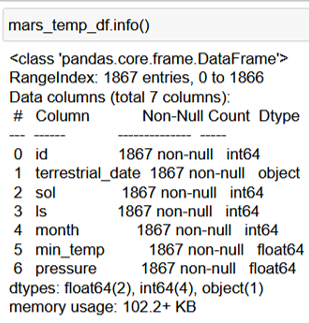 mars_temp_df.info()
<class 'pandas.core.frame.DataFrame'>
RangeIndex: 1867 entries, 0 to 1866
Data columns (total 7 columns):
# Column Non-Null Count Dtype
--- ------ -------------- -----
0 id 1867 non-null int64
1 terrestrial_date 1867 non-null object
2 sol 1867 non-null int64
3 ls 1867 non-null int64
4 month 1867 non-null int64
5 min_temp 1867 non-null float64
6 pressure 1867 non-null float64
dtypes: float64(2), int64(4), object(1)
memory usage: 102.2+ KB